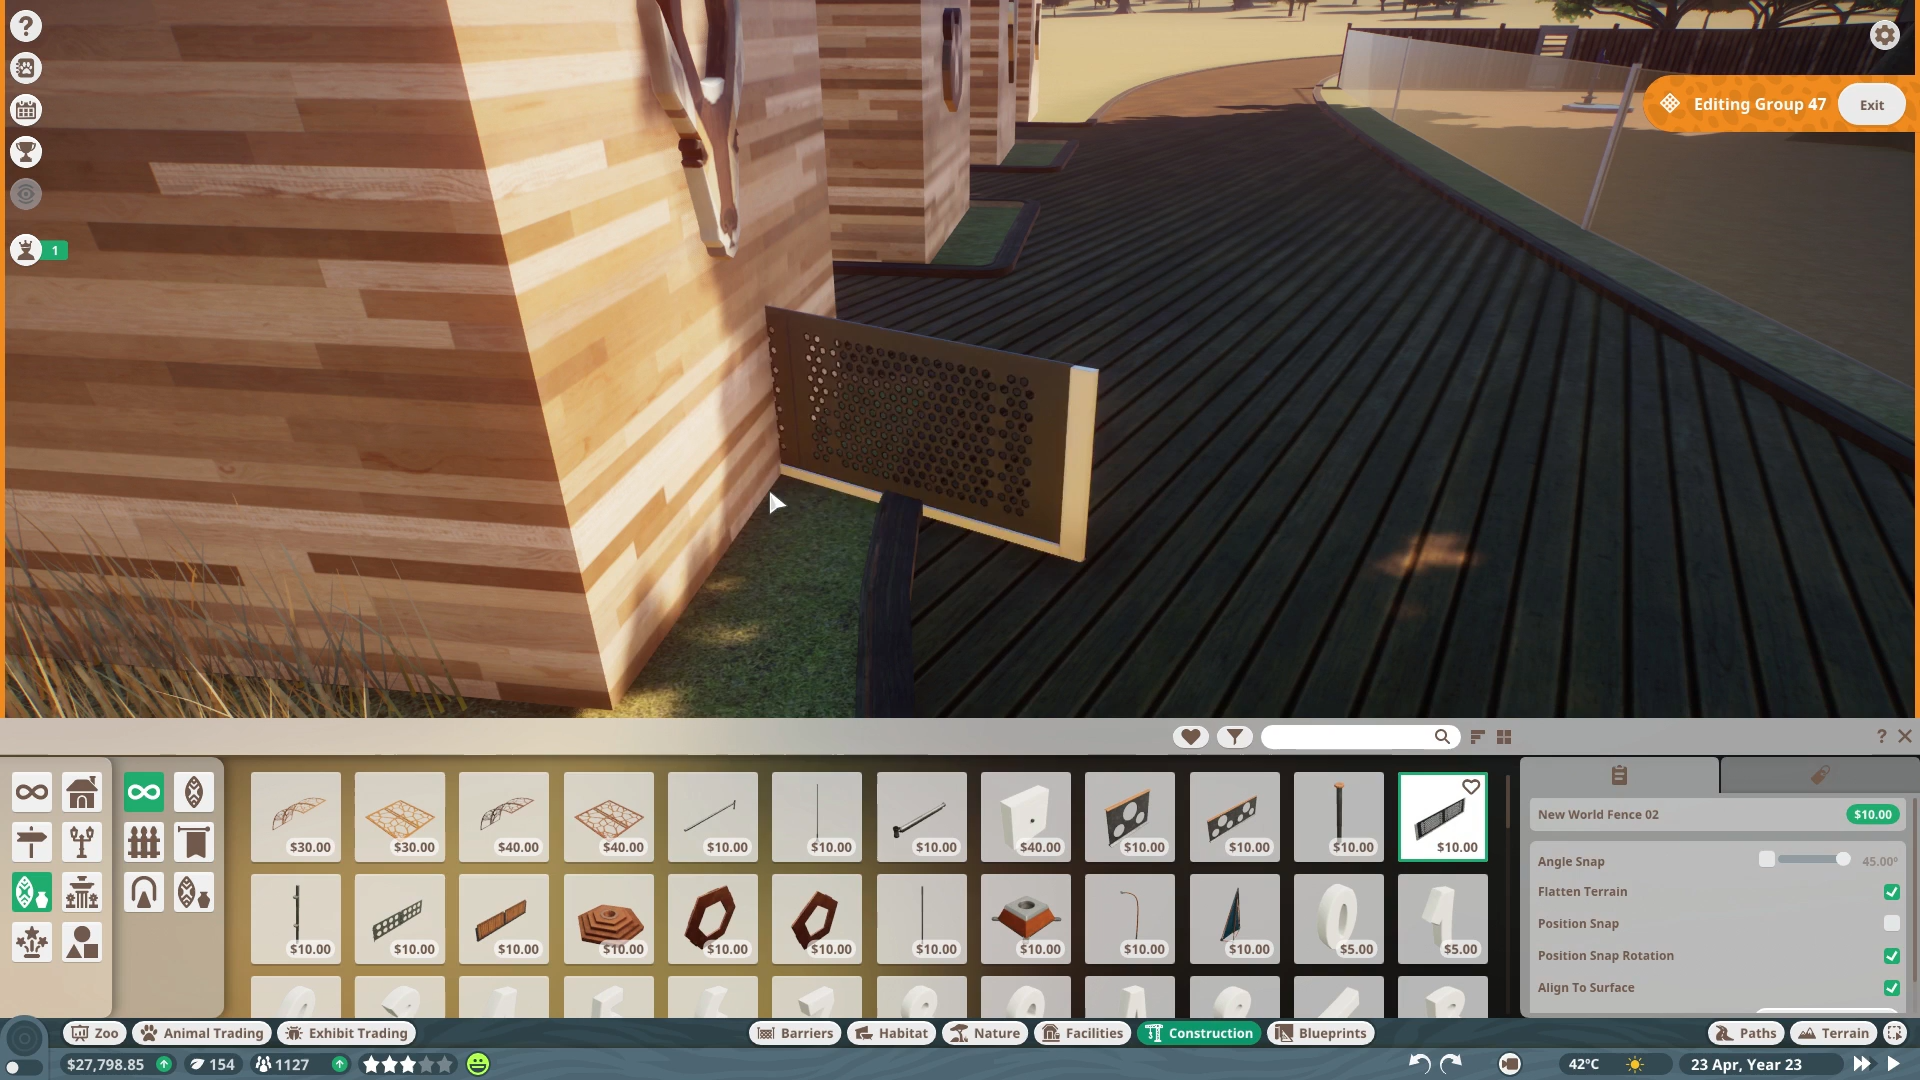 ?
Editing Group 47
Exit
1
?
$30.00
$30.00
$40.00
$40.00
$10.00
$10.00
$10.00
$40.00
$10.00
$10.00
$10.00
$10.00
$10.00
$10.00
$10.00
$10.00
$10.00
$10.00
$10.00
$10.00
$10.00
$10.00
$5.00
$5.00
New World Fence 02
$10.00
Angle Snap
45.00°
Flatten Terrain
Position Snap
Position Snap Rotation
Align To Surface
Zoo
Animal Trading
Exhibit Trading
Barriers
Habitat
Nature
Facilities
Construction
Blueprints
Paths
Terrain
$27,798.85
154
1127
42°C
23 Apr, Year 23